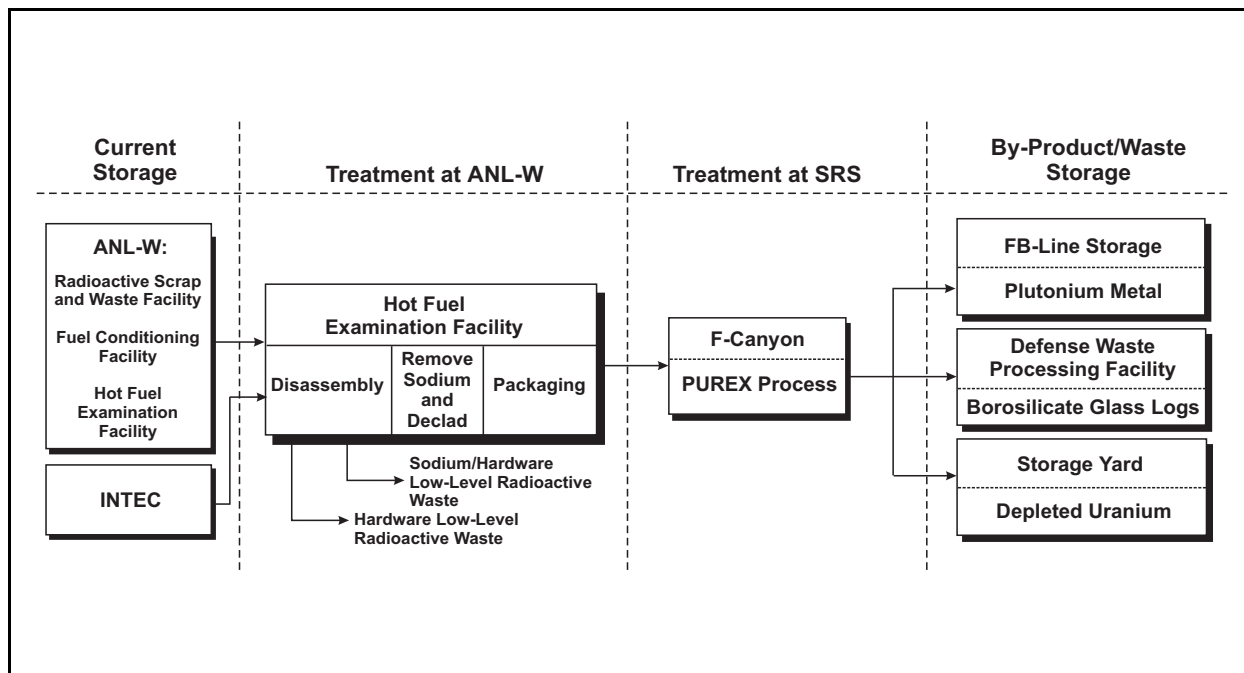 Current
Storage
Treatment at ANL-W
Treatment at SRS
By-Product/Waste
Storage
ANL-W:
Radioactive Scrap
and Waste Facility
Fuel Conditioning
Facility
Hot Fuel
Examination
Facility
INTEC
Hot Fuel
Examination Facility
Disassembly
Remove
Sodium
and
Declad
Packaging
Sodium/Hardware
Low-Level Radioactive
Waste
Hardware Low-Level
Radioactive Waste
F-Canyon
PUREX Process
FB-Line Storage
Plutonium Metal
Defense Waste
Processing Facility
Borosilicate Glass Logs
Storage Yard
Depleted Uranium